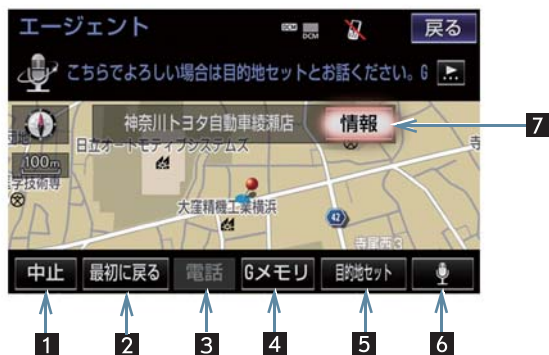 エージェント
DCM
戻る
こちらでよろしい場合は目的地セットとお話ください。G
神奈川トヨタ自動車綾瀬店
情報
7
日立オートモティブシステムズ
100m
学技術専
大窪精機工業横浜
42
寺尾西3
中止
最初に戻る
電話
Gメモリ
目的地セット
1
2
3
4
5
6